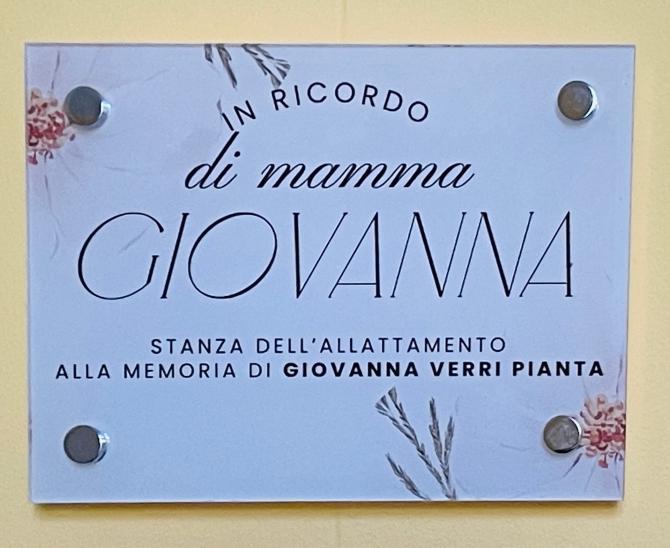 IN RICORDO
di mamma
GIOVANNA
STANZA DELL'ALLATTAMENTO
ALLA MEMORIA DI GIOVANNA VERRI PIANTA